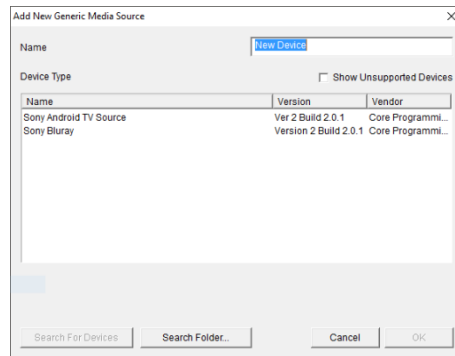 Add New Generic Media Source
Name New Device
Device Type Show Unsupported Devices
Name Version Vendor
Sony Android TV Source Ver 2 Build 2.0.1 Core Programmi...
Sony Bluray Version 2 Build 2.0.1 Core Programmi...
Search For Devices Search Folder... Cancel OK